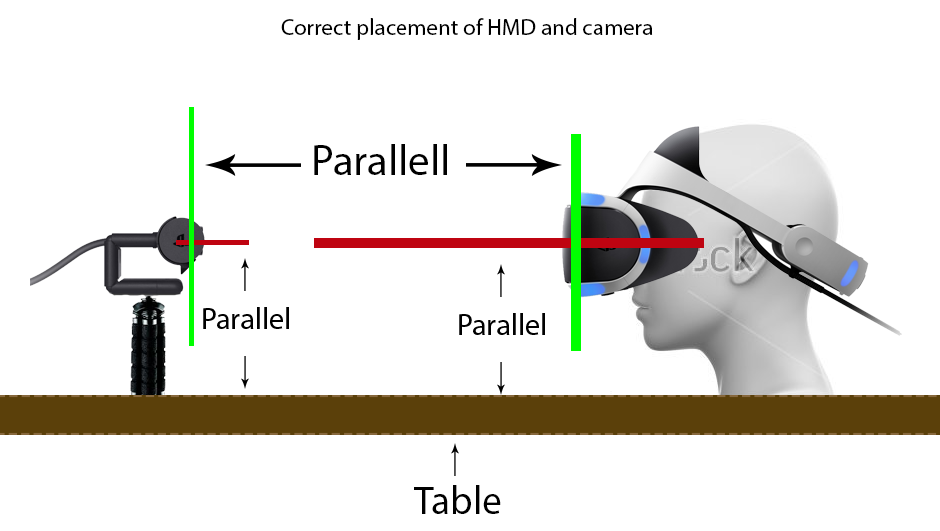 Correct placement of HMD and camera
Parallell
Parallel
Parallel
Table